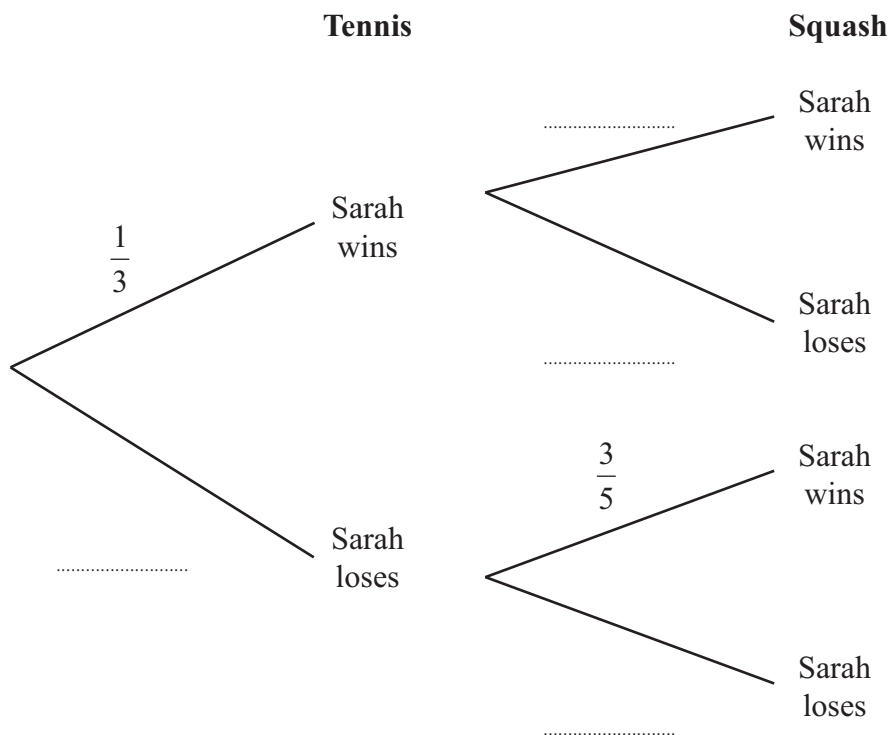 Tennis
Squash
Sarah
wins
1
3
Sarah
wins
Sarah
loses
Sarah
loses
3
5
Sarah
wins
Sarah
loses